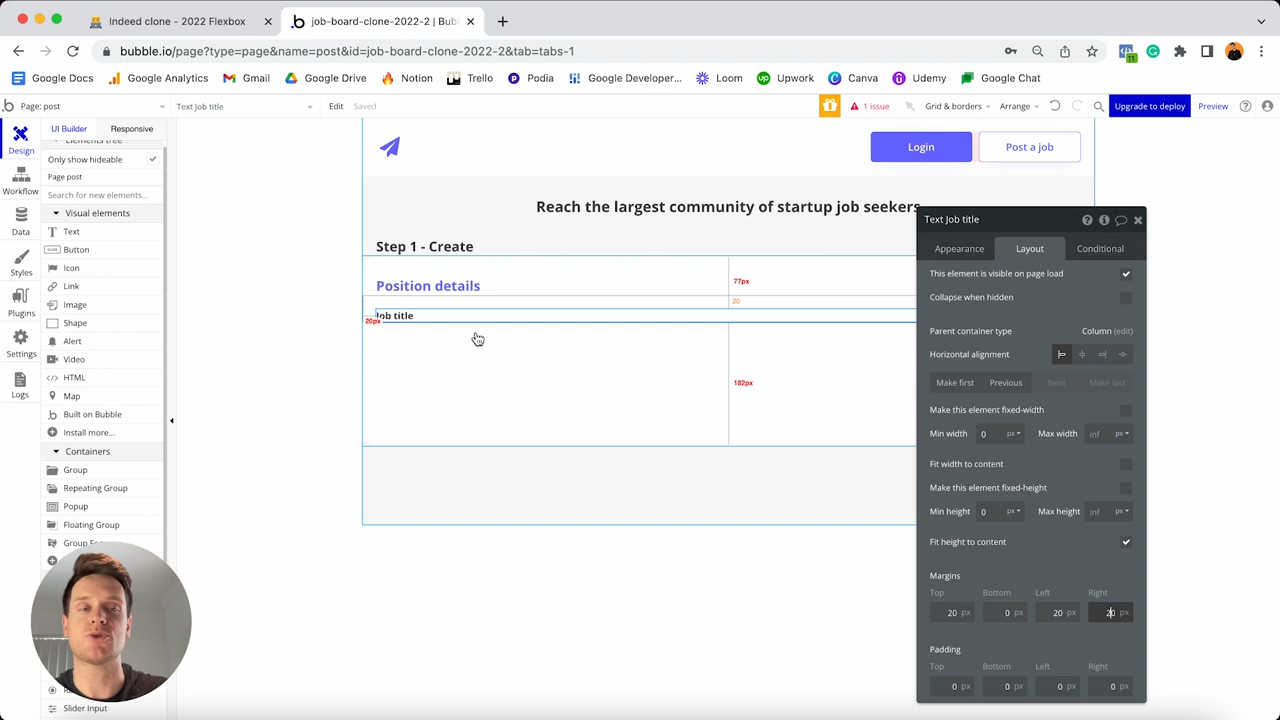 Indeed clone - 2022 Flexbox
job-board-clone-2022-2 | Bubl
bubble.io/page?type=page&name=post&id=job-board-clone-2022-2&tab=tabs-1
11
Google Docs
Google Analytics
Gmail
Google Drive
Notion
Trello
Podia
Google Developer...
Loom
Upwork
Canva
Udemy
Google Chat
Page: post
Text Job title
Edit
Saved
1 issue
Grid & borders
Arrange
Upgrade to deploy
Preview
Design
Workflow
Data
Styles
Plugins
Settings
Logs
UI Builder
Responsive
Elements tree
Only show hideable
Page post
Search for new elements...
Visual elements
Text
Button
Icon
Link
Image
Shape
Alert
Video
HTML
Map
Built on Bubble
Install more...
Containers
Group
Repeating Group
Popup
Floating Group
Group Fo
Slider Input
Login
Post a job
Reach the largest community of startup job seekers
Step 1 - Create
Position details
77px
20
Job title
20px
182px
Text Job title
Appearance
Layout
Conditional
This element is visible on page load
Collapse when hidden
Parent container type
Column (edit)
Horizontal alignment
Make first
Previous
Next
Make last
Make this element fixed-width
Min width
0
px
Max width
inf
px
Fit width to content
Make this element fixed-height
Min height
0
px
Max height
inf
px
Fit height to content
Margins
Top
Bottom
Left
Right
20 px
0 px
20 px
20 px
Padding
Top
Bottom
Left
Right
0 px
0 px
0 px
0 px